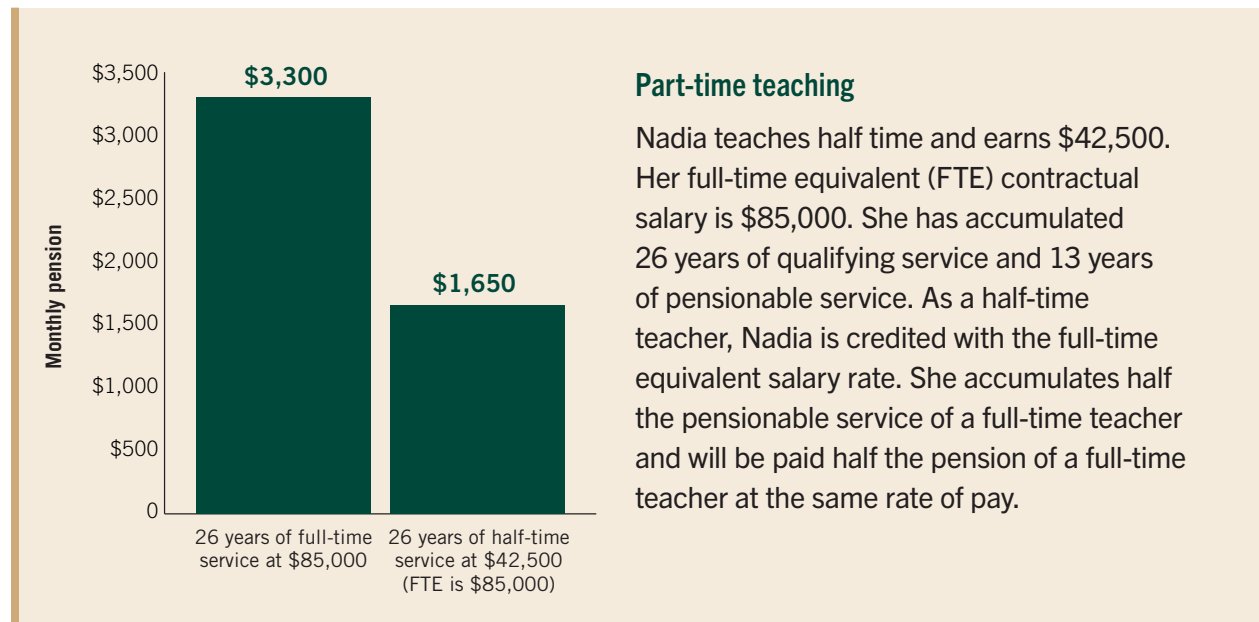 $3,500
$3,000
$2,500
$2,000
$1,500
$1,000
$500
0
Monthly pension
$3,300
$1,650
26 years of full-time
service at $85,000
26 years of half-time
service at $42,500
(FTE is $85,000)
Part-time teaching
Nadia teaches half time and earns $42,500.
Her full-time equivalent (FTE) contractual
salary is $85,000. She has accumulated
26 years of qualifying service and 13 years
of pensionable service. As a half-time
teacher, Nadia is credited with the full-time
equivalent salary rate. She accumulates half
the pensionable service of a full-time teacher
and will be paid half the pension of a full-time
teacher at the same rate of pay.